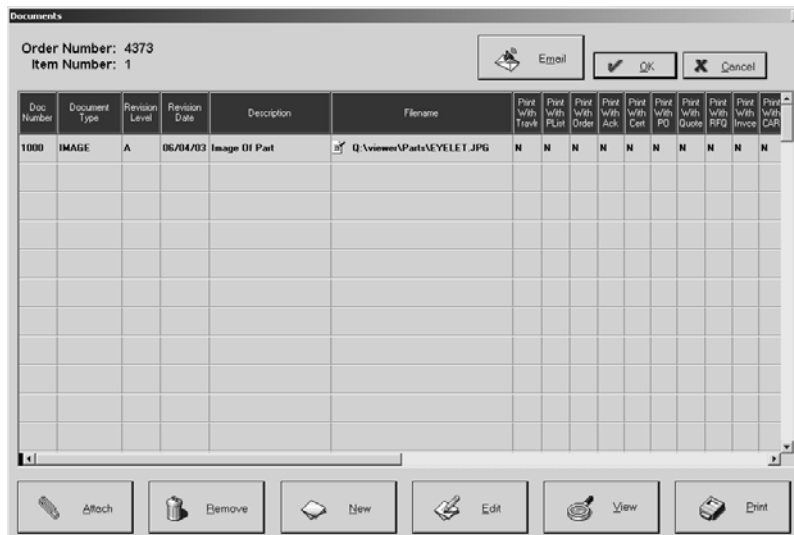 Documents
Order Number: 4373
Item Number: 1
Email
OK
Cancel
Doc Number
Document Type
Revision Level
Revision Date
Description
Filename
Print With Travlr
Print With PList
Print With Order
Print With Ack
Print With Cert
Print With PO
Print With Quote
Print With RFQ
Print With Invce
Print With CAR
1000 IMAGE A 06/04/03 Image Of Part Q:\viewer\Parts\EYELET.JPG N N N N N N N N N N
Attach
Remove
New
Edit
View
Print